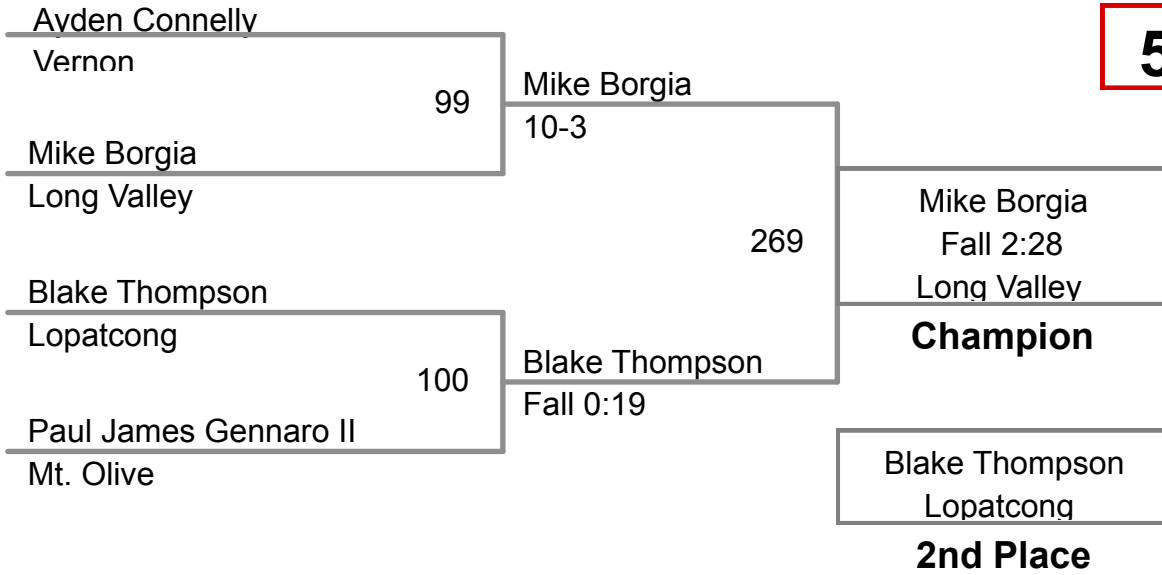 Ayden Connelly
Vernon
5
99
Mike Borgia
10-3
Mike Borgia
Long Valley
269
Mike Borgia
Fall 2:28
Long Valley
Champion
Blake Thompson
Lopatcong
100
Blake Thompson
Fall 0:19
Paul James Gennaro II
Mt. Olive
Blake Thompson
Lopatcong
2nd Place